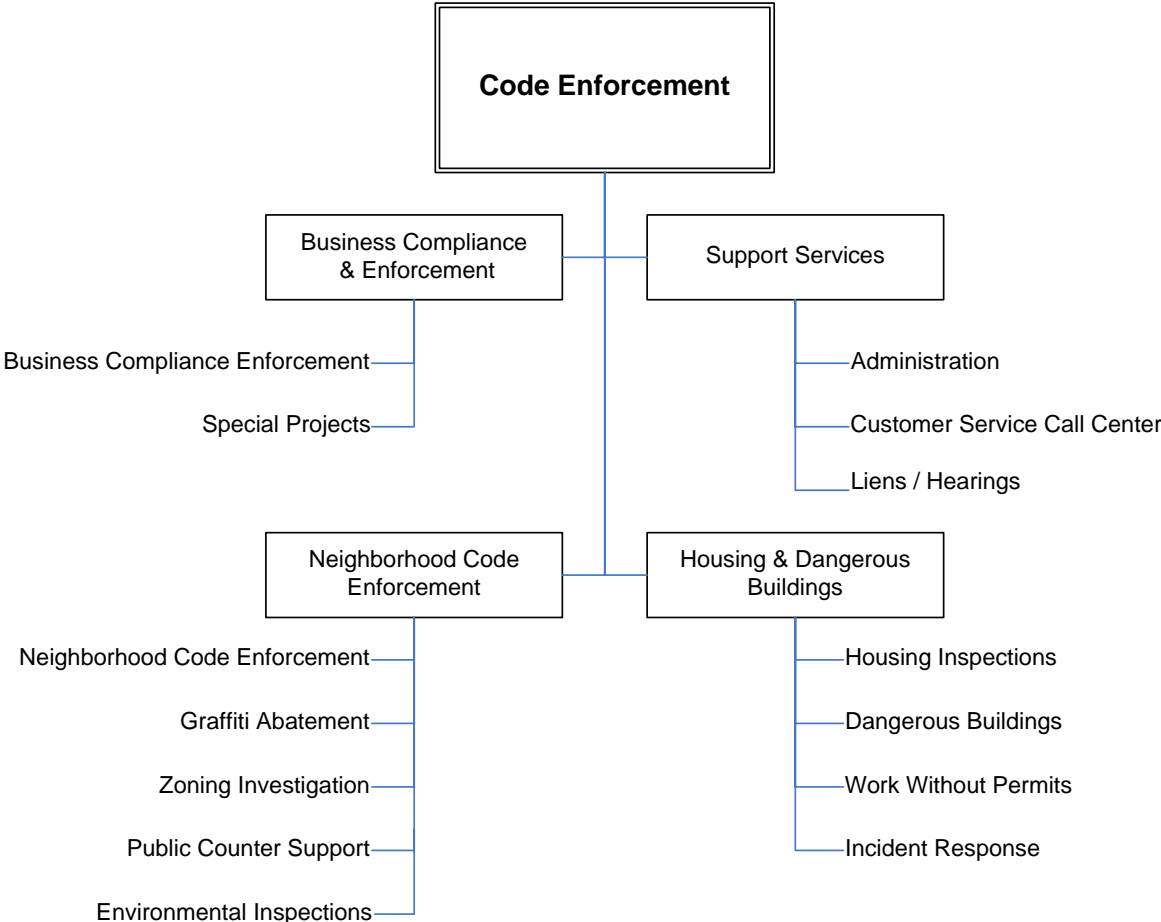 Code Enforcement
Business Compliance
& Enforcement
Support Services
Business Compliance Enforcement
Special Projects
Administration
Customer Service Call Center
Liens / Hearings
Neighborhood Code
Enforcement
Housing & Dangerous
Buildings
Neighborhood Code Enforcement
Graffiti Abatement
Zoning Investigation
Public Counter Support
Environmental Inspections
Housing Inspections
Dangerous Buildings
Work Without Permits
Incident Response